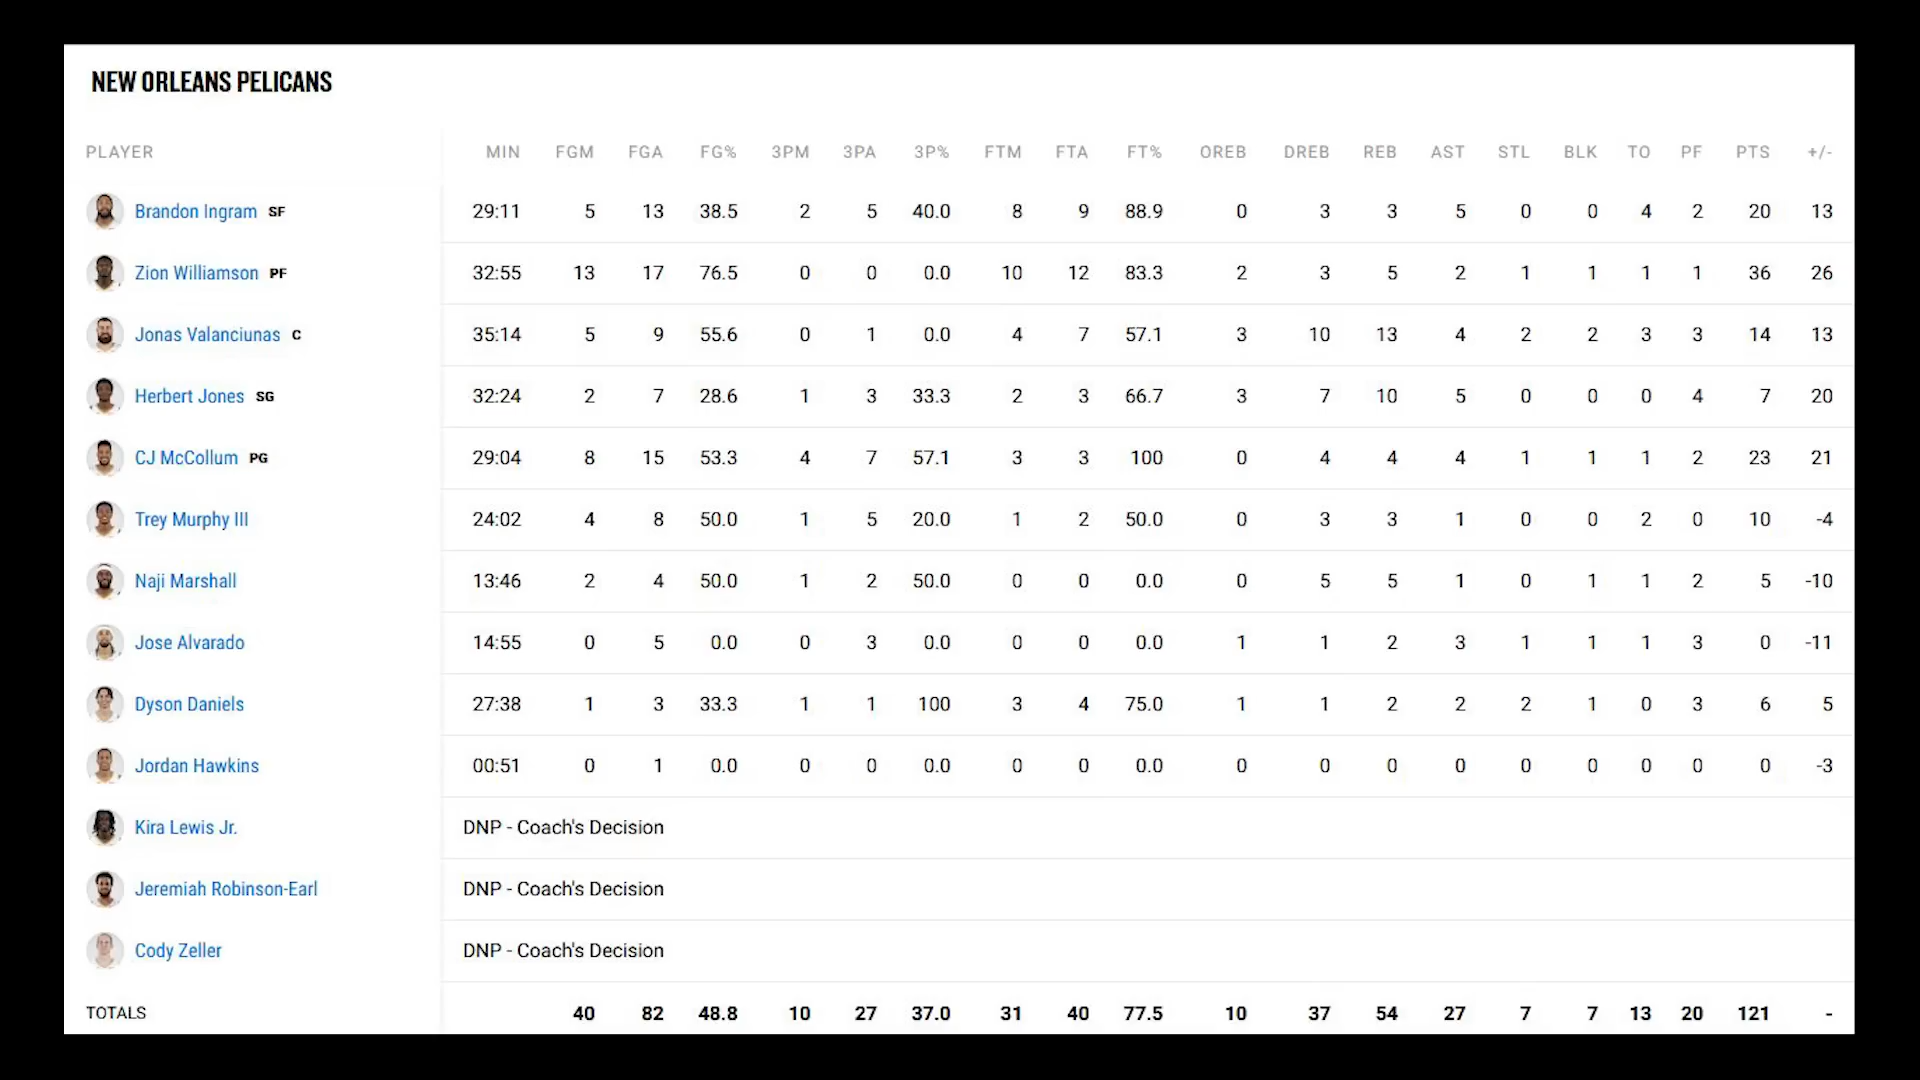 NEW ORLEANS PELICANS
PLAYER MIN FGM FGA FG% 3PM 3PA 3P% FTM FTA FT% OREB DREB REB AST STL BLK TO PF PTS +/-
Brandon Ingram SF 29:11 5 13 38.5 2 5 40.0 8 9 88.9 0 3 3 5 0 0 4 2 20 13
Zion Williamson PF 32:55 13 17 76.5 0 0 0.0 10 12 83.3 2 3 5 2 1 1 1 1 36 26
Jonas Valanciunas C 35:14 5 9 55.6 0 1 0.0 4 7 57.1 3 10 13 4 2 2 3 3 14 13
Herbert Jones SG 32:24 2 7 28.6 1 3 33.3 2 3 66.7 3 7 10 5 0 0 0 4 7 20
CJ McCollum PG 29:04 8 15 53.3 4 7 57.1 3 3 100 0 4 4 4 1 1 1 2 23 21
Trey Murphy III 24:02 4 8 50.0 1 5 20.0 1 2 50.0 0 3 3 1 0 0 2 0 10 -4
Naji Marshall 13:46 2 4 50.0 1 2 50.0 0 0 0.0 0 5 5 1 0 1 1 2 5 -10
Jose Alvarado 14:55 0 5 0.0 0 3 0.0 0 0 0.0 1 1 2 3 1 1 1 3 0 -11
Dyson Daniels 27:38 1 3 33.3 1 1 100 3 4 75.0 1 1 2 2 2 1 0 3 6 5
Jordan Hawkins 00:51 0 1 0.0 0 0 0.0 0 0 0.0 0 0 0 0 0 0 0 0 0 -3
Kira Lewis Jr. DNP - Coach's Decision
Jeremiah Robinson-Earl DNP - Coach's Decision
Cody Zeller DNP - Coach's Decision
TOTALS 40 82 48.8 10 27 37.0 31 40 77.5 10 37 54 27 7 7 13 20 121 -